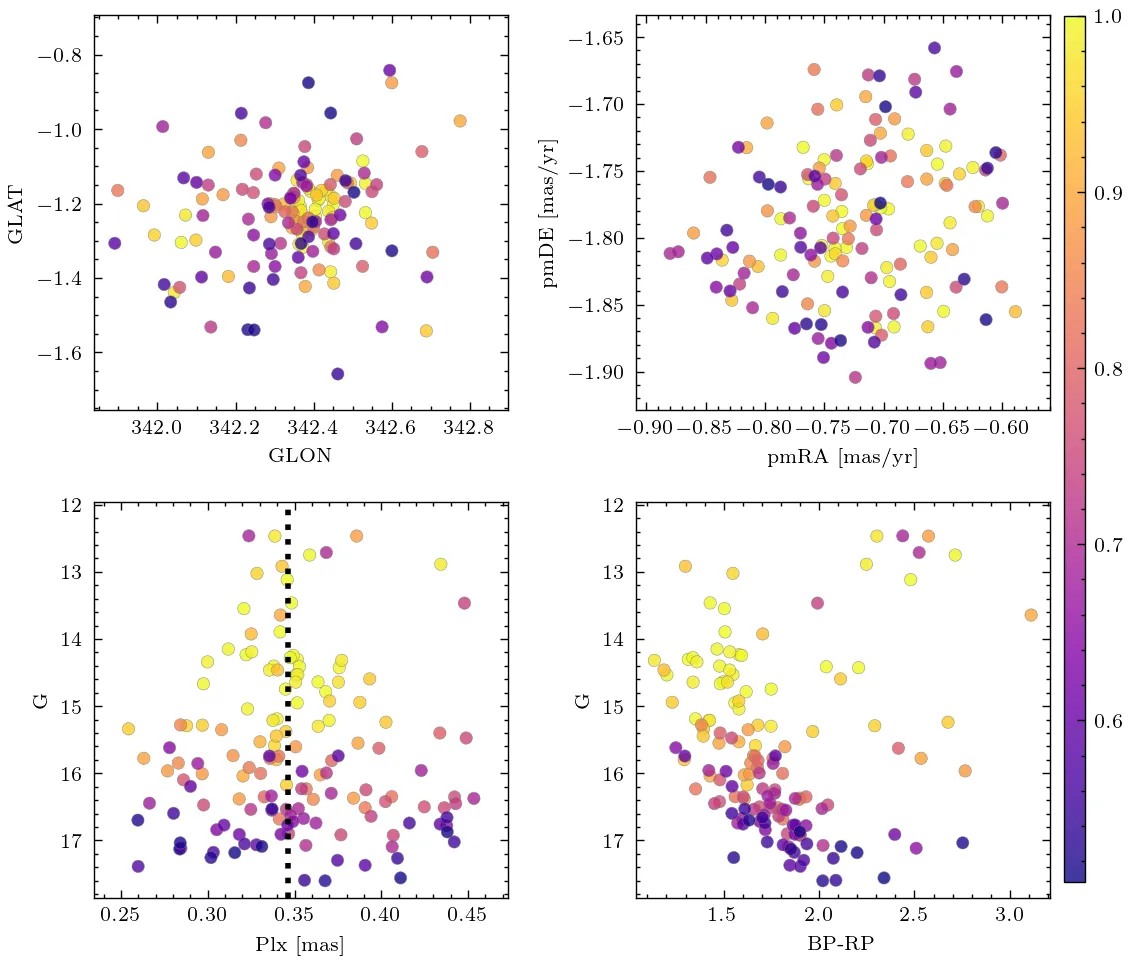 −0.8
−1.0
−1.2
−1.4
−1.6
GLAT
342.0 342.2 342.4 342.6 342.8
GLON
−1.65
−1.70
−1.75
−1.80
−1.85
−1.90
pmDE [mas/yr]
−0.90 −0.85 −0.80 −0.75 −0.70 −0.65 −0.60
pmRA [mas/yr]
12
13
14
15
16
17
G
0.25 0.30 0.35 0.40 0.45
Plx [mas]
12
13
14
15
16
17
G
1.5 2.0 2.5 3.0
BP-RP
1.0
0.9
0.8
0.7
0.6